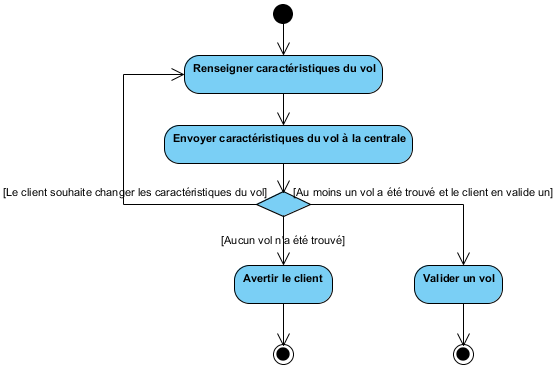 Renseigner caractéristiques du vol
Envoyer caractéristiques du vol à la centrale
[Le client souhaite changer les caractéristiques du vol]
[Au moins un vol a été trouvé et le client en valide un]
[Aucun vol n'a été trouvé]
Avertir le client
Valider un vol